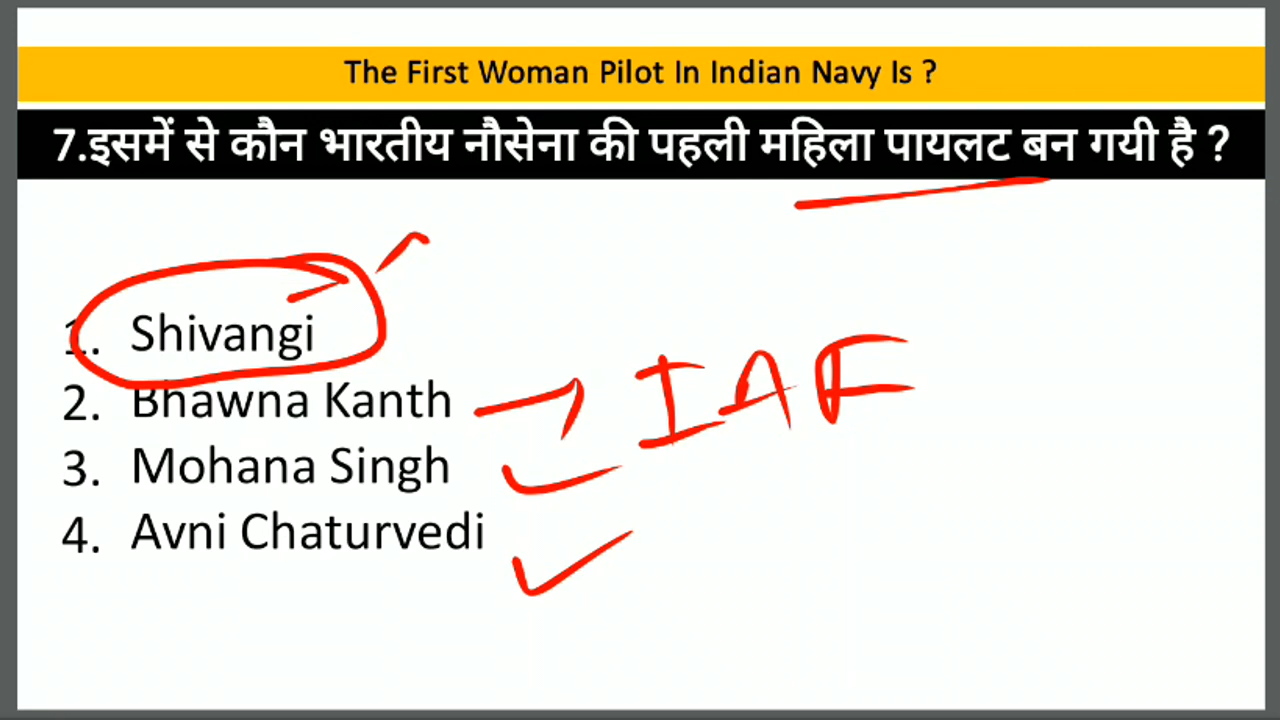 The First Woman Pilot In Indian Navy Is ?
7.इसमें से कौन भारतीय नौसेना की पहली महिला पायलट बन गयी है ?
1. Shivangi
2. Bhawna Kanth
IAF
3. Mohana Singh
4. Avni Chaturvedi